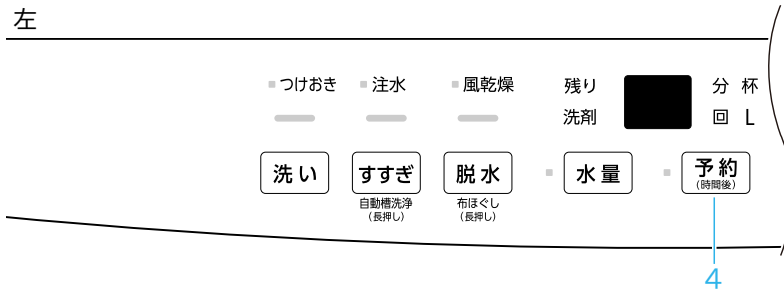 左
つけおき 注水 風乾燥 残り 分 杯
洗剤 回 L
洗い すすぎ 脱水 水量 予約
(時間後)
自動槽洗浄 布ほぐし
(長押し) (長押し)
4